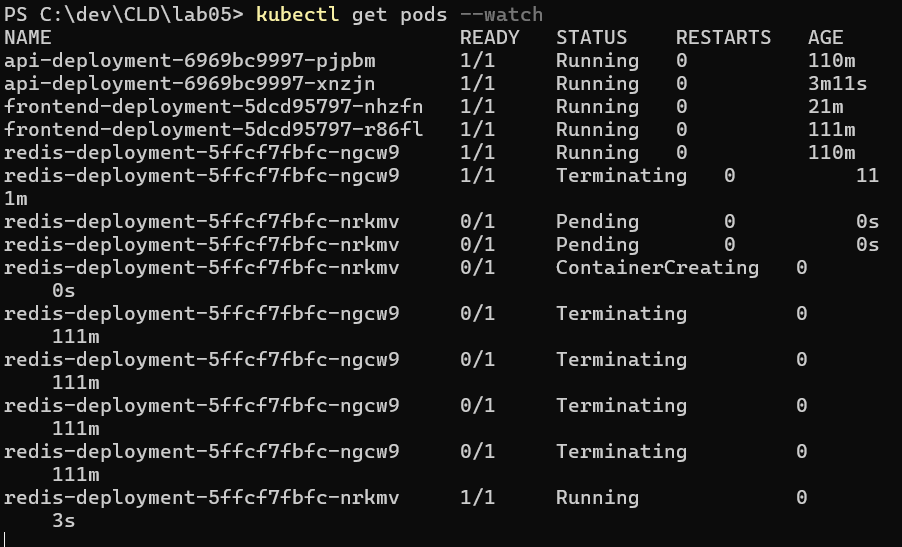 PS C:\dev\CLD\lab05> kubectl get pods --watch
NAME                                  READY   STATUS    RESTARTS   AGE
api-deployment-6969bc9997-pjpbm       1/1     Running   0          110m
api-deployment-6969bc9997-xnzjn       1/1     Running   0          3m11s
frontend-deployment-5dcd95797-nhzfn   1/1     Running   0          21m
frontend-deployment-5dcd95797-r86fl   1/1     Running   0          111m
redis-deployment-5ffcf7fbfc-ngcw9     1/1     Running   0          110m
redis-deployment-5ffcf7fbfc-ngcw9     1/1     Terminating   0          11
1m
redis-deployment-5ffcf7fbfc-nrkmv     0/1     Pending       0          0s
redis-deployment-5ffcf7fbfc-nrkmv     0/1     Pending       0          0s
redis-deployment-5ffcf7fbfc-nrkmv     0/1     ContainerCreating   0
    0s
redis-deployment-5ffcf7fbfc-ngcw9     0/1     Terminating         0
    111m
redis-deployment-5ffcf7fbfc-ngcw9     0/1     Terminating         0
    111m
redis-deployment-5ffcf7fbfc-ngcw9     0/1     Terminating         0
    111m
redis-deployment-5ffcf7fbfc-ngcw9     0/1     Terminating         0
    111m
redis-deployment-5ffcf7fbfc-nrkmv     1/1     Running             0
    3s